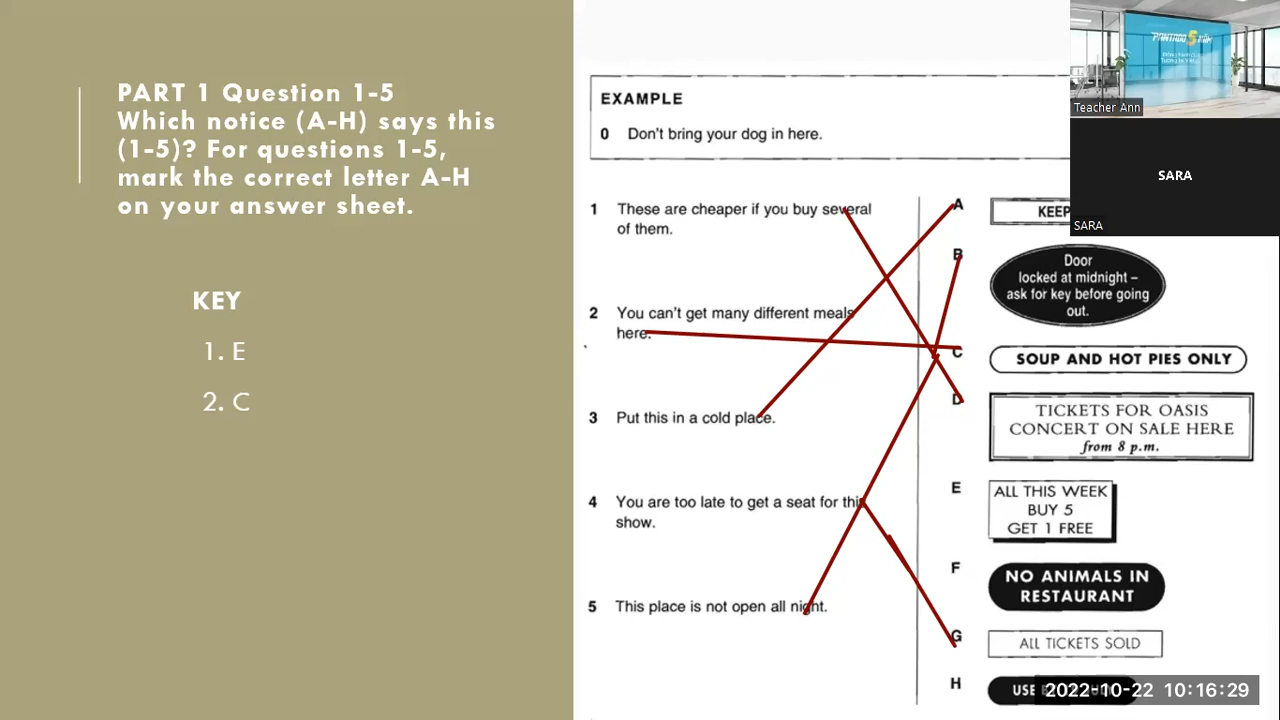 PART 1 Question 1-5
Which notice (A-H) says this
(1-5)? For questions 1-5,
mark the correct letter A-H
on your answer sheet.
KEY
1. E
2. C
EXAMPLE
0 Don't bring your dog in here.
1 These are cheaper if you buy several
of them.
2 You can't get many different meals
here.
3 Put this in a cold place.
4 You are too late to get a seat for this
show.
5 This place is not open all night.
A KEEP
B Door
locked at midnight –
ask for key before going
out.
C SOUP AND HOT PIES ONLY
D TICKETS FOR OASIS
CONCERT ON SALE HERE
from 8 p.m.
E ALL THIS WEEK
BUY 5
GET 1 FREE
F NO ANIMALS IN
RESTAURANT
G ALL TICKETS SOLD
H USE
Teacher Ann
SARA
SARA
2022-10-22 10:16:29